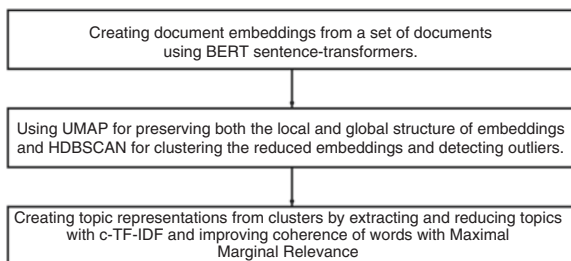 Creating document embeddings from a set of documents
using BERT sentence-transformers.
Using UMAP for preserving both the local and global structure of embeddings
and HDBSCAN for clustering the reduced embeddings and detecting outliers.
Creating topic representations from clusters by extracting and reducing topics
with c-TF-IDF and improving coherence of words with Maximal
Marginal Relevance